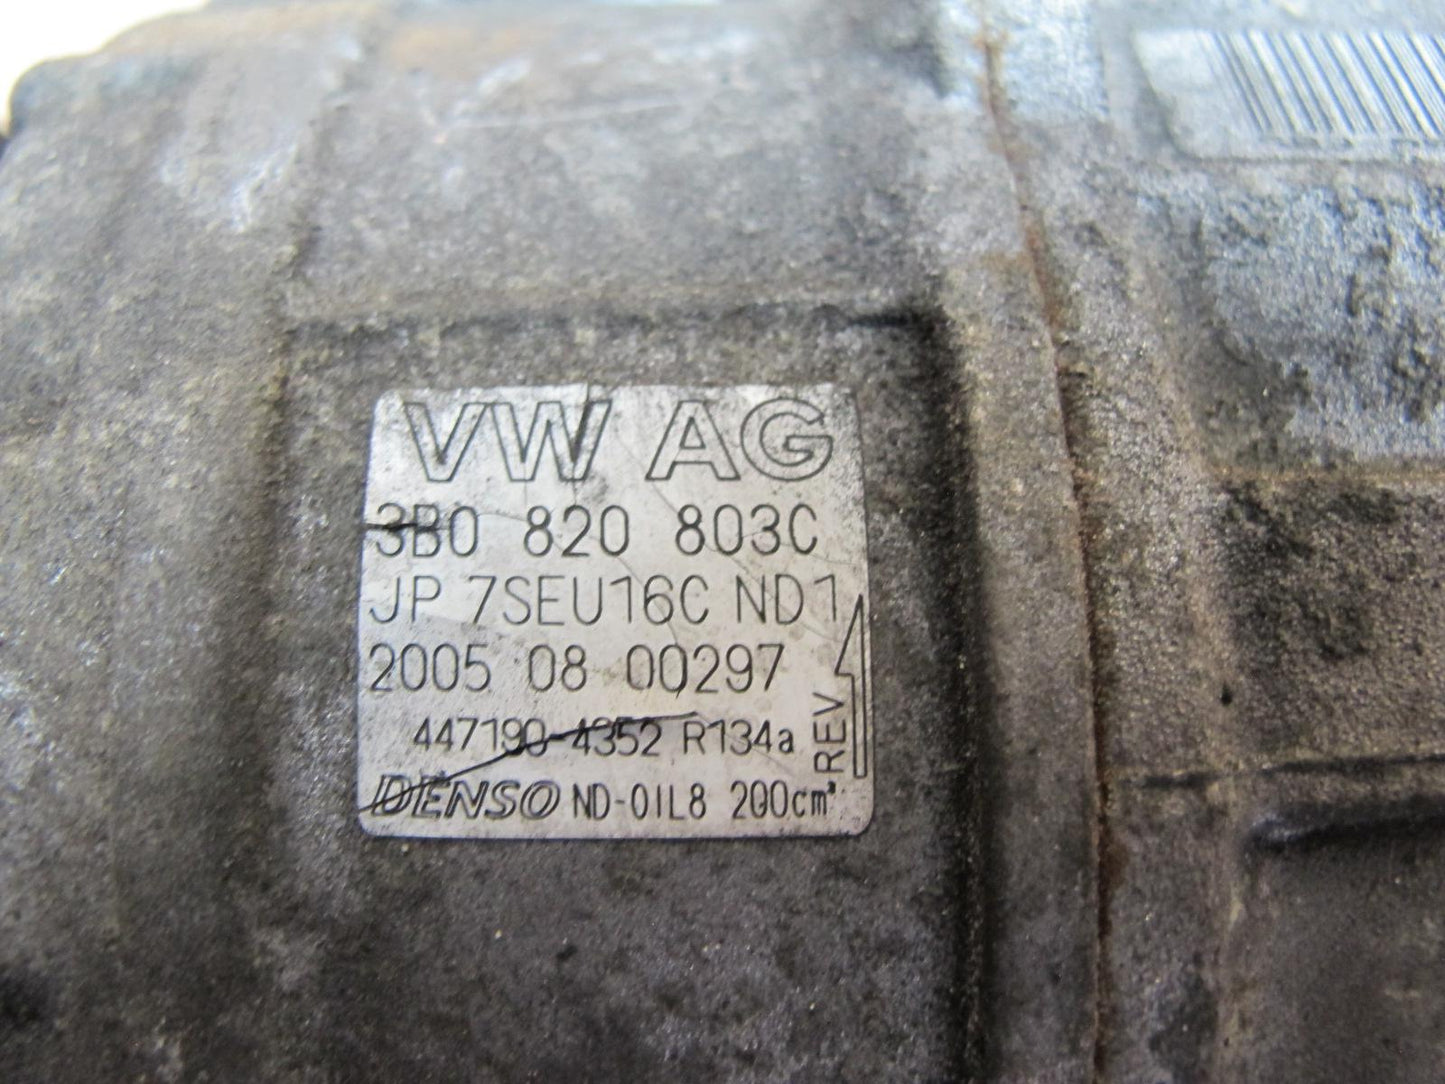 VW AG
3B0 820 803C
JP 7SEU16C ND1
2005 08 00297
447190-4352 R134a
REV
DENSO ND-OIL8 200cm³